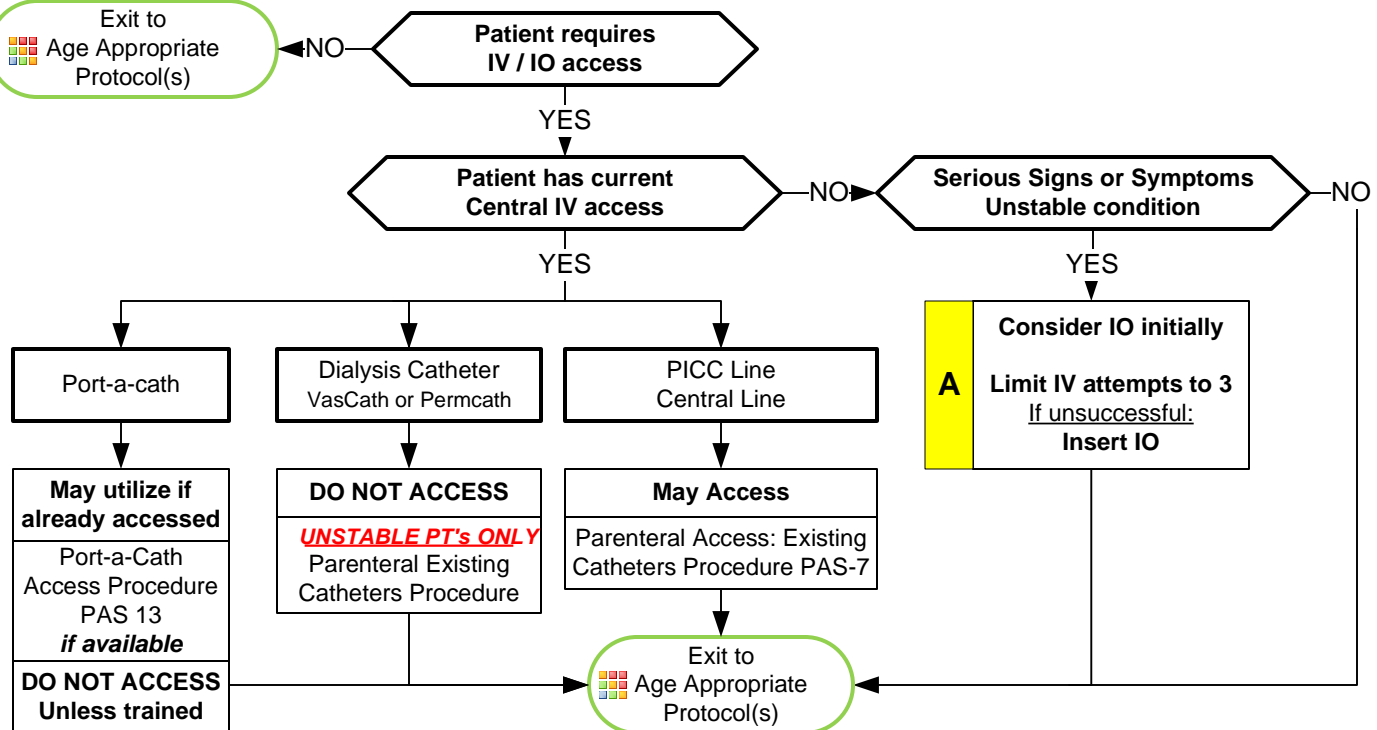 Exit to
Age Appropriate
Protocol(s)
NO
Patient requires
IV / IO access
YES
Patient has current
Central IV access
NO
Serious Signs or Symptoms
Unstable condition
NO
YES
YES
Port-a-cath
Dialysis Catheter
VasCath or Permcath
PICC Line
Central Line
A
Consider IO initially
Limit IV attempts to 3
If unsuccessful:
Insert IO
May utilize if
already accessed
Port-a-Cath
Access Procedure
PAS 13
if available
DO NOT ACCESS
Unless trained
DO NOT ACCESS
UNSTABLE PT's ONLY
Parenteral Existing
Catheters Procedure
May Access
Parenteral Access: Existing
Catheters Procedure PAS-7
Exit to
Age Appropriate
Protocol(s)